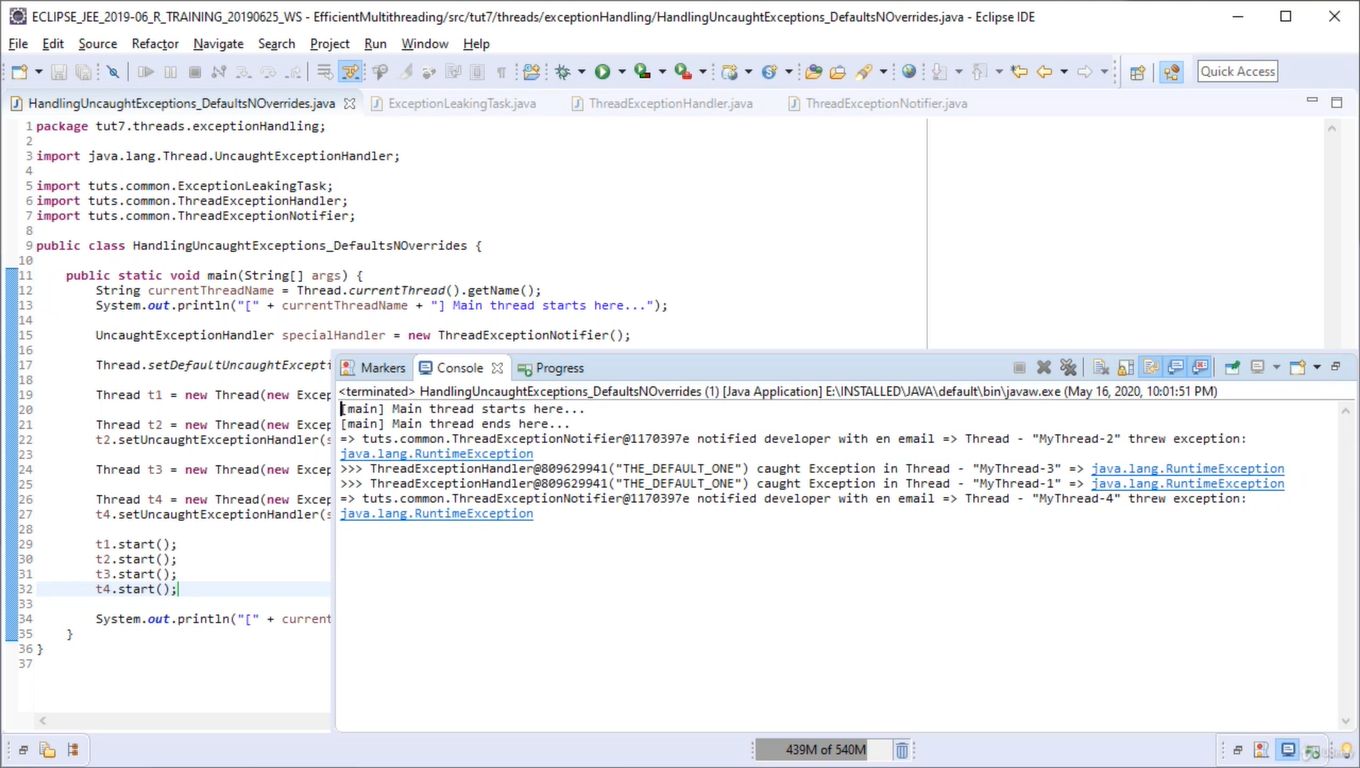 ECLIPSE_JEE_2019-06_R_TRAINING_20190625_WS - EfficientMultithreading/src/tut7/threads/exceptionHandling/HandlingUncaughtExceptions_DefaultsNOverrides.java - Eclipse IDE
File Edit Source Refactor Navigate Search Project Run Window Help
Quick Access
HandlingUncaughtExceptions_DefaultsNOverrides.java ExceptionLeakingTask.java ThreadExceptionHandler.java ThreadExceptionNotifier.java
1 package tut7.threads.exceptionHandling;
2
3 import java.lang.Thread.UncaughtExceptionHandler;
4
5 import tuts.common.ExceptionLeakingTask;
6 import tuts.common.ThreadExceptionHandler;
7 import tuts.common.ThreadExceptionNotifier;
8
9 public class HandlingUncaughtExceptions_DefaultsNOverrides {
10
11 public static void main(String[] args) {
12 String currentThreadName = Thread.currentThread().getName();
13 System.out.println("[" + currentThreadName + "] Main thread starts here...");
14
15 UncaughtExceptionHandler specialHandler = new ThreadExceptionNotifier();
16
17 Thread.setDefaultUncaughtExcepti
18
19 Thread t1 = new Thread(new Excep
20
21 Thread t2 = new Thread(new Excep
22 t2.setUncaughtExceptionHandler(s
23
24 Thread t3 = new Thread(new Excep
25
26 Thread t4 = new Thread(new Excep
27 t4.setUncaughtExceptionHandler(s
28
29 t1.start();
30 t2.start();
31 t3.start();
32 t4.start();
33
34 System.out.println("[" + current
35 }
36 }
37
Markers Console Progress
<terminated> HandlingUncaughtExceptions_DefaultsNOverrides (1) [Java Application] E:\INSTALLED\JAVA\default\bin\javaw.exe (May 16, 2020, 10:01:51 PM)
[main] Main thread starts here...
[main] Main thread ends here...
=> tuts.common.ThreadExceptionNotifier@1170397e notified developer with en email => Thread - "MyThread-2" threw exception:
java.lang.RuntimeException
>>> ThreadExceptionHandler@809629941("THE_DEFAULT_ONE") caught Exception in Thread - "MyThread-3" => java.lang.RuntimeException
>>> ThreadExceptionHandler@809629941("THE_DEFAULT_ONE") caught Exception in Thread - "MyThread-1" => java.lang.RuntimeException
=> tuts.common.ThreadExceptionNotifier@1170397e notified developer with en email => Thread - "MyThread-4" threw exception:
java.lang.RuntimeException
439M of 540M